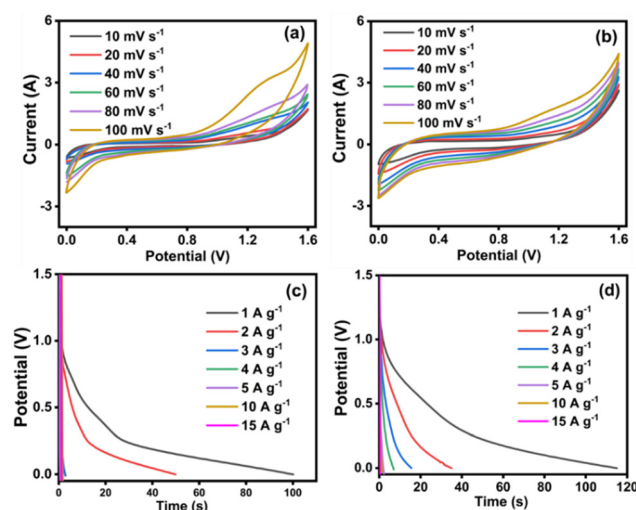 (a)
10 mV s⁻¹
20 mV s⁻¹
40 mV s⁻¹
60 mV s⁻¹
80 mV s⁻¹
100 mV s⁻¹
6
3
0
-3
Current (A)
0.0 0.4 0.8 1.2 1.6
Potential (V)
(b)
10 mV s⁻¹
20 mV s⁻¹
40 mV s⁻¹
60 mV s⁻¹
80 mV s⁻¹
100 mV s⁻¹
6
3
0
-3
Current (A)
0.0 0.4 0.8 1.2 1.6
Potential (V)
(c)
1 A g⁻¹
2 A g⁻¹
3 A g⁻¹
4 A g⁻¹
5 A g⁻¹
10 A g⁻¹
15 A g⁻¹
1.5
1.0
0.5
0.0
Potential (V)
0 20 40 60 80 100
Time (s)
(d)
1 A g⁻¹
2 A g⁻¹
3 A g⁻¹
4 A g⁻¹
5 A g⁻¹
10 A g⁻¹
15 A g⁻¹
1.5
1.0
0.5
0.0
Potential (V)
0 20 40 60 80 100 120
Time (s)